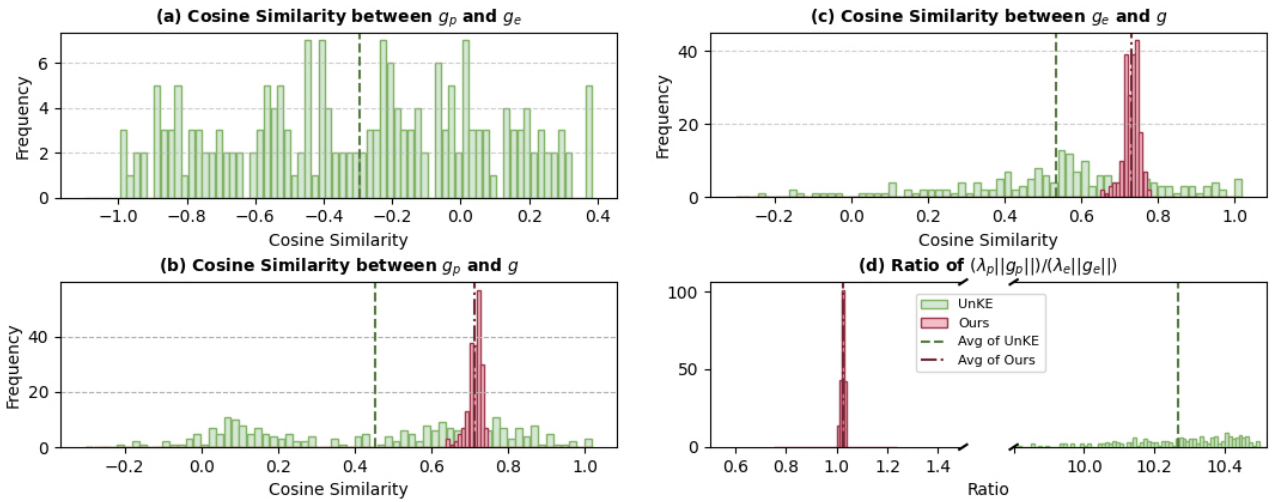 (a) Cosine Similarity between g_p and g_e
Frequency
6
4
2
0
−1.0 −0.8 −0.6 −0.4 −0.2 0.0 0.2 0.4
Cosine Similarity
(b) Cosine Similarity between g_p and g
Frequency
40
20
0
−0.2 0.0 0.2 0.4 0.6 0.8 1.0
Cosine Similarity
(c) Cosine Similarity between g_e and g
Frequency
40
20
0
−0.2 0.0 0.2 0.4 0.6 0.8 1.0
Cosine Similarity
(d) Ratio of (λ_p||g_p||)/(λ_e||g_e||)
100
50
0
UnKE
Ours
Avg of UnKE
Avg of Ours
0.6 0.8 1.0 1.2 1.4 10.0 10.2 10.4
Ratio